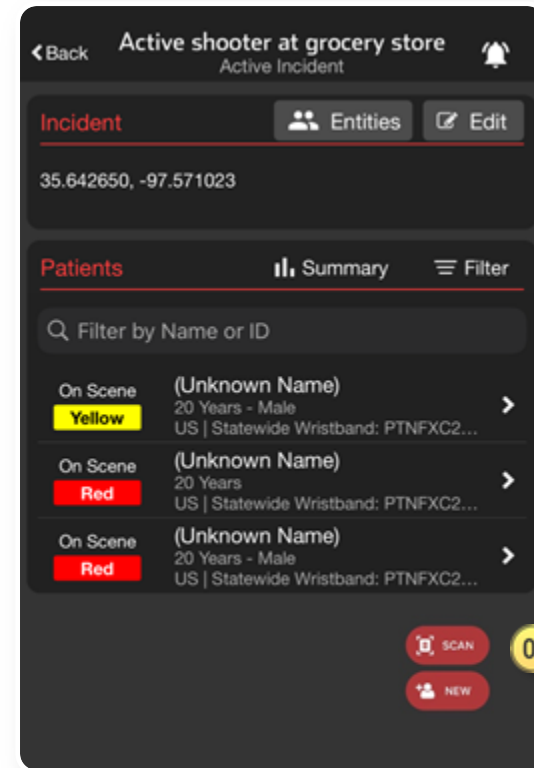 Back
Active shooter at grocery store
Active Incident
Incident
Entities
Edit
35.642650, -97.571023
Patients
Summary
Filter
Filter by Name or ID
On Scene
Yellow
(Unknown Name)
20 Years - Male
US | Statewide Wristband: PTNFXC2...
On Scene
Red
(Unknown Name)
20 Years
US | Statewide Wristband: PTNFXC2...
On Scene
Red
(Unknown Name)
20 Years - Male
US | Statewide Wristband: PTNFXC2...
SCAN
NEW